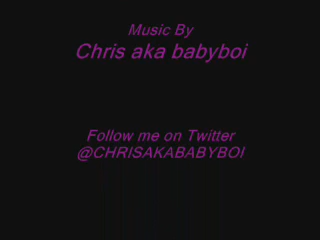 Music By
Chris aka babyboi
Follow me on Twitter
@CHRISAKABABYBOI